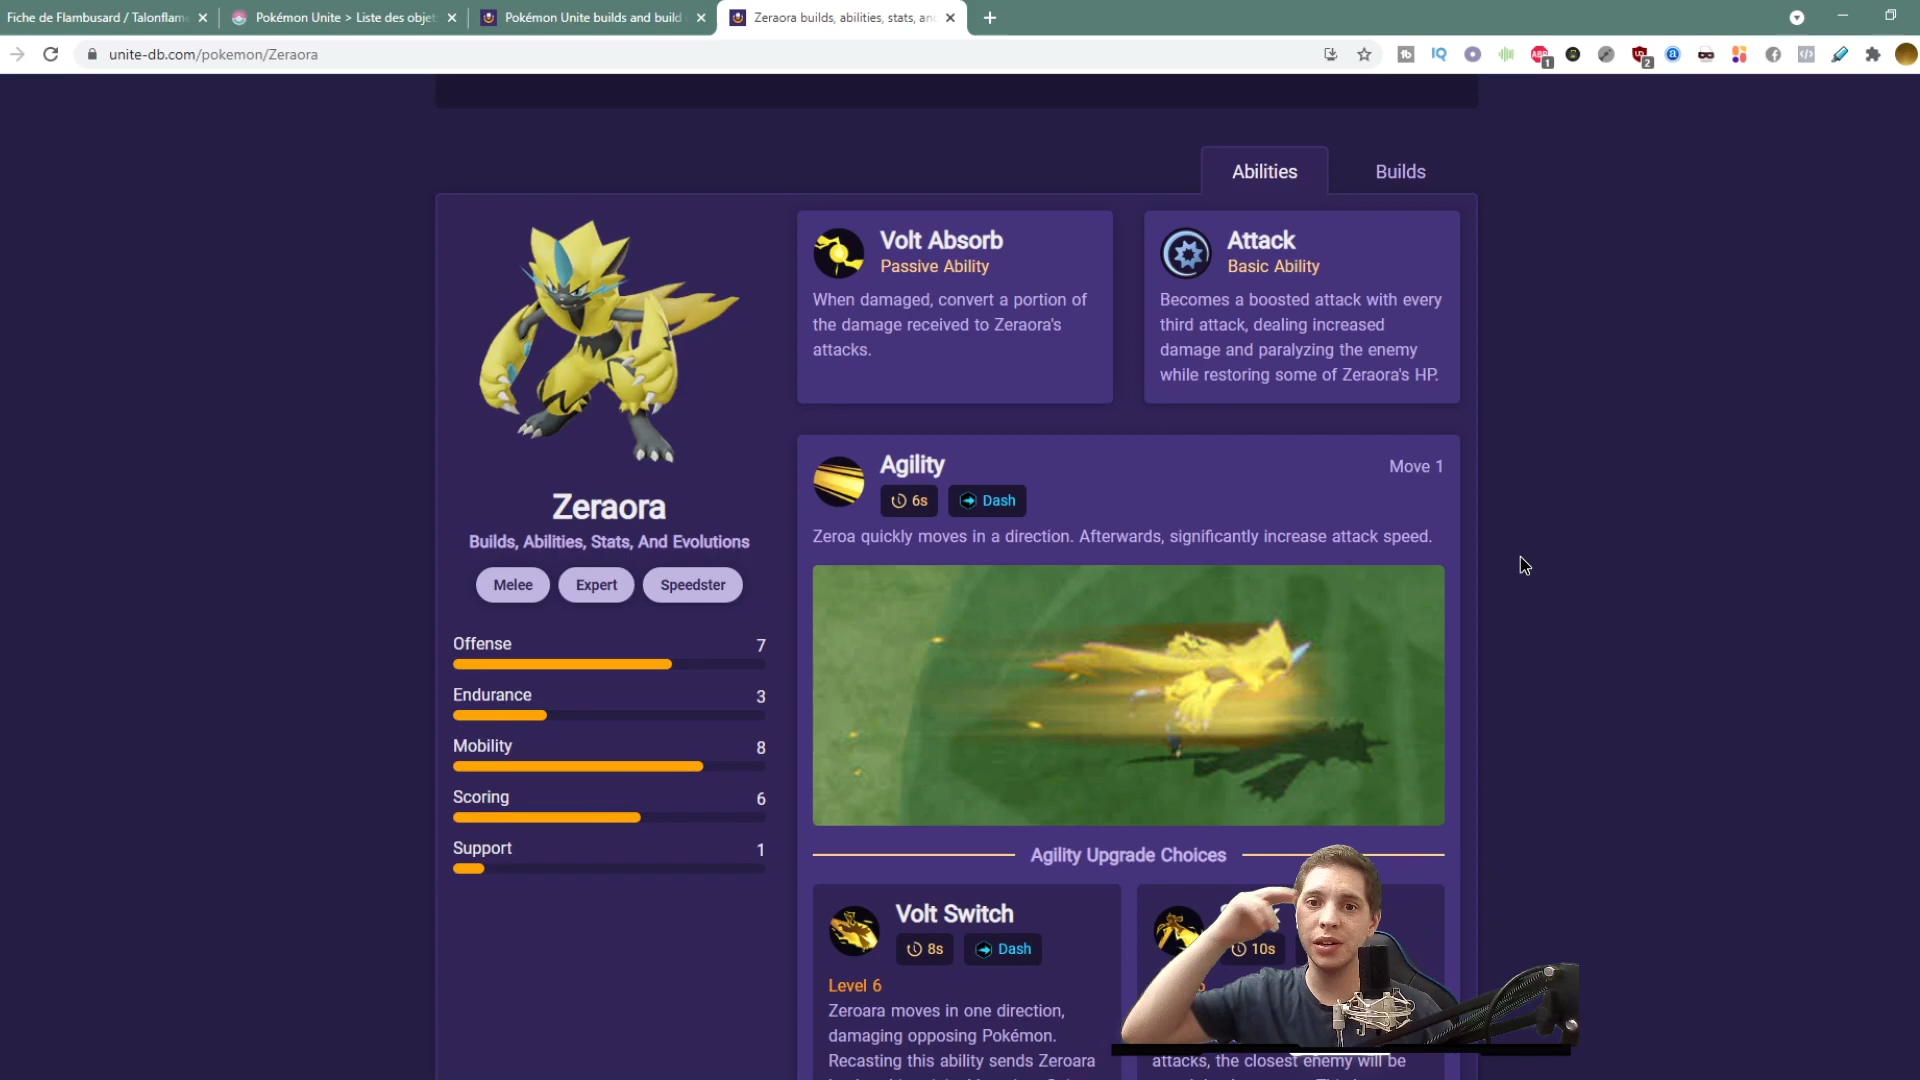 Fiche de Flambusard / Talonflam
Pokémon Unite > Liste des objet
Pokémon Unite builds and build
Zeraora builds, abilities, stats, an
unite-db.com/pokemon/Zeraora
1
2
Abilities
Builds
Volt Absorb
Passive Ability
When damaged, convert a portion of
the damage received to Zeraora's
attacks.
Attack
Basic Ability
Becomes a boosted attack with every
third attack, dealing increased
damage and paralyzing the enemy
while restoring some of Zeraora's HP.
Zeraora
Builds, Abilities, Stats, And Evolutions
Melee
Expert
Speedster
Offense
7
Endurance
3
Mobility
8
Scoring
6
Support
1
Agility
Move 1
6s
Dash
Zeroa quickly moves in a direction. Afterwards, significantly increase attack speed.
Agility Upgrade Choices
Volt Switch
8s
Dash
Level 6
Zeroara moves in one direction,
damaging opposing Pokémon.
Recasting this ability sends Zeroara
10s
attacks, the closest enemy will be